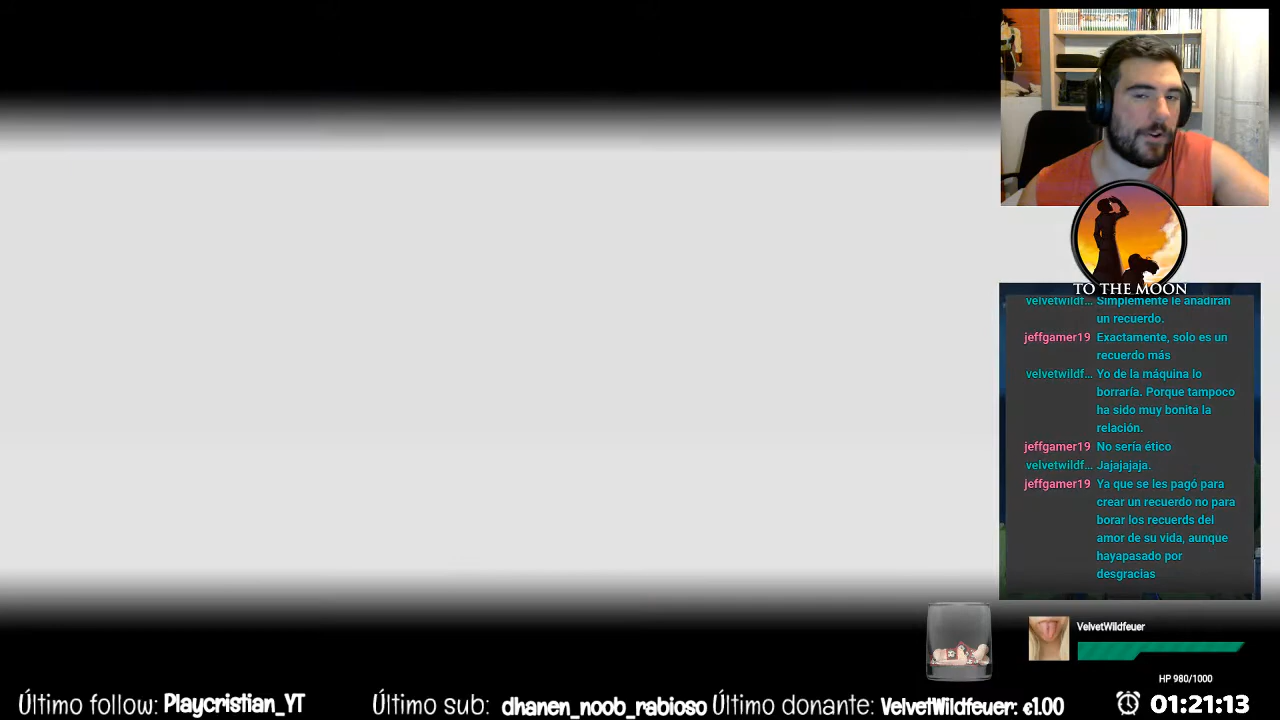 TO THE MOON
velvetwildf... Simplemente le añadirán
un recuerdo.
jeffgamer19 Exactamente, solo es un
recuerdo más
velvetwildf... Yo de la máquina lo
borraría. Porque tampoco
ha sido muy bonita la
relación.
jeffgamer19 No sería ético
velvetwildf... Jajajajaja.
jeffgamer19 Ya que se les pagó para
crear un recuerdo no para
borar los recuerds del
amor de su vida, aunque
hayapasado por
desgracias
VelvetWildfeuer
HP 980/1000
Último follow: Playcristian_YT
Último sub: dhanen_noob_rabioso
Último donante: VelvetWildfeuer: €1.00
01:21:13